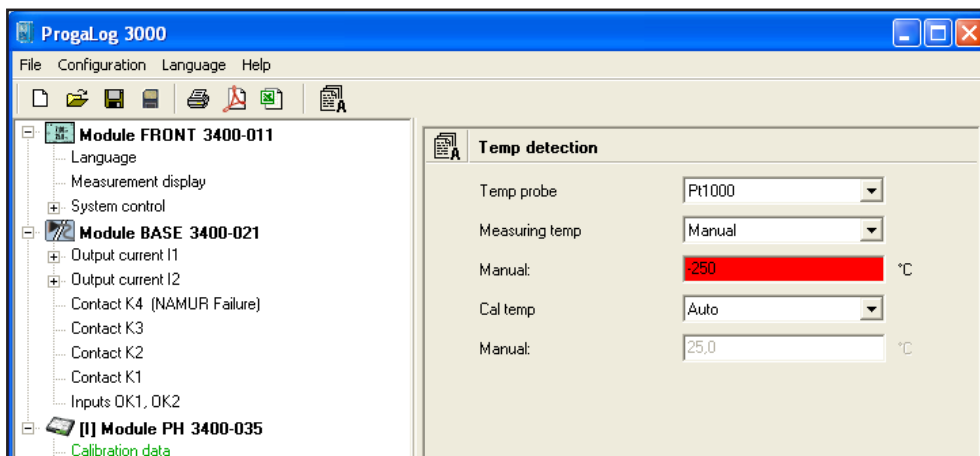 ProgaLog 3000
File Configuration Language Help
A
Module FRONT 3400-011
Language
Measurement display
System control
Module BASE 3400-021
Output current I1
Output current I2
Contact K4 (NAMUR Failure)
Contact K3
Contact K2
Contact K1
Inputs OK1, OK2
[I] Module PH 3400-035
Calibration data
A Temp detection
Temp probe Pt1000
Measuring temp Manual
Manual: -250 °C
Cal temp Auto
Manual: 25,0 °C